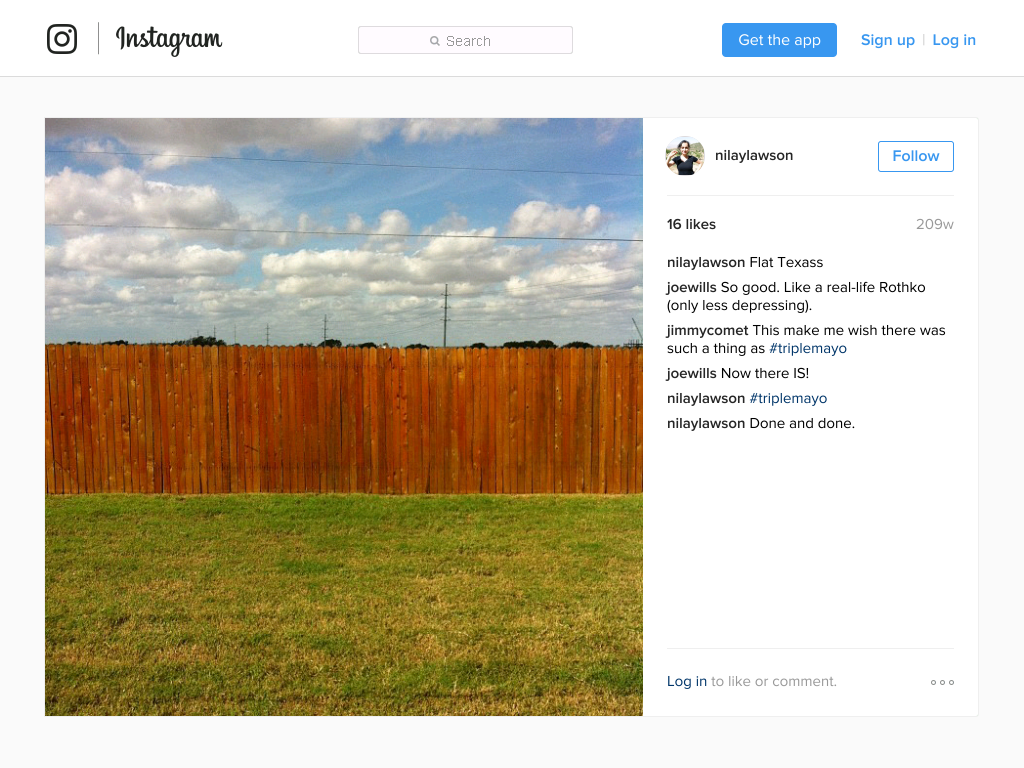 Instagram
Search
Get the app
Sign up | Log in
nilaylawson
Follow
16 likes
209w
nilaylawson Flat Texass
joewills So good. Like a real-life Rothko
(only less depressing).
jimmycomet This make me wish there was
such a thing as #triplemayo
joewills Now there IS!
nilaylawson #triplemayo
nilaylawson Done and done.
Log in to like or comment.